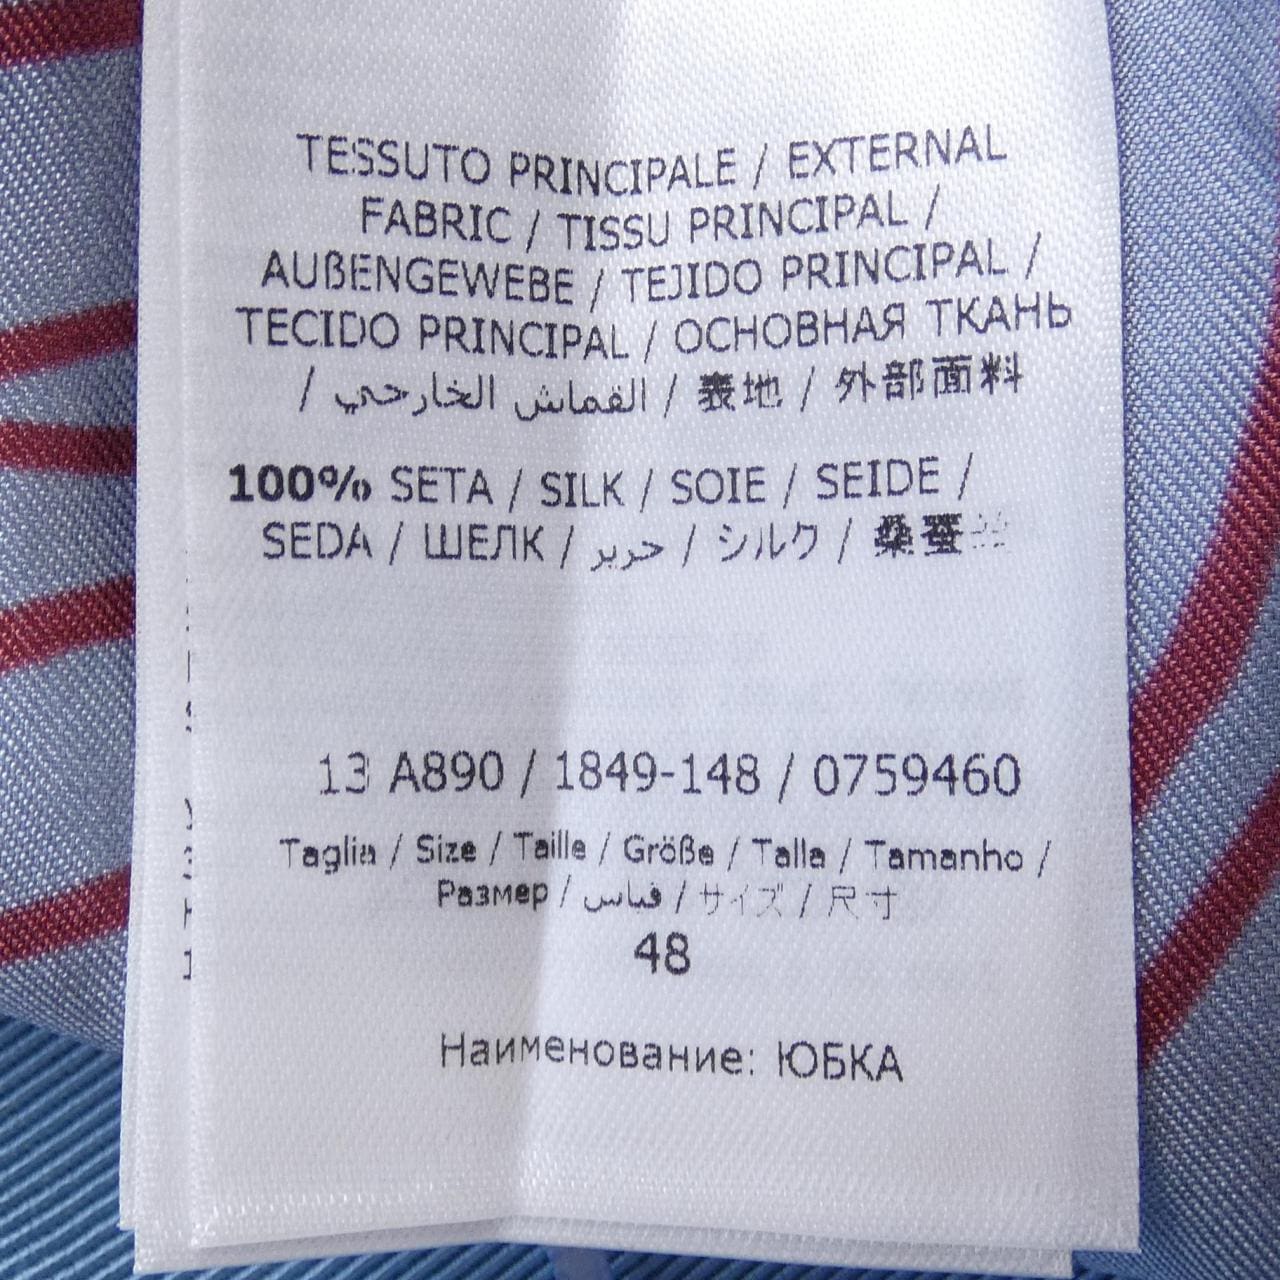 TESSUTO PRINCIPALE / EXTERNAL
FABRIC / TISSU PRINCIPAL /
AUßENGEWEBE / TEJIDO PRINCIPAL /
TECIDO PRINCIPAL / ОСНОВНАЯ ТКАНЬ
/ القماش الخارجي / 表地 / 外部面料
100% SETA / SILK / SOIE / SEIDE /
SEDA / ШЕЛК / حرير / シルク / 桑蚕丝
13 A890 / 1849-148 / 0759460
Taglia / Size / Taille / Größe / Talla / Tamanho /
Размер / قياس / サイズ / 尺寸
48
Наименование: ЮБКА